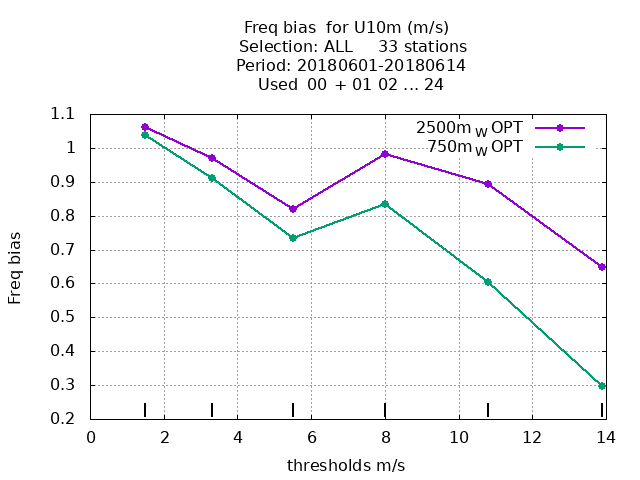 Freq bias  for U10m (m/s)
Selection: ALL     33 stations
Period: 20180601-20180614
Used  00  + 01 02 ... 24
2500m_W OPT
750m_W OPT
1.1
1
0.9
0.8
0.7
0.6
0.5
0.4
0.3
0.2
Freq bias
0 2 4 6 8 10 12 14
thresholds m/s